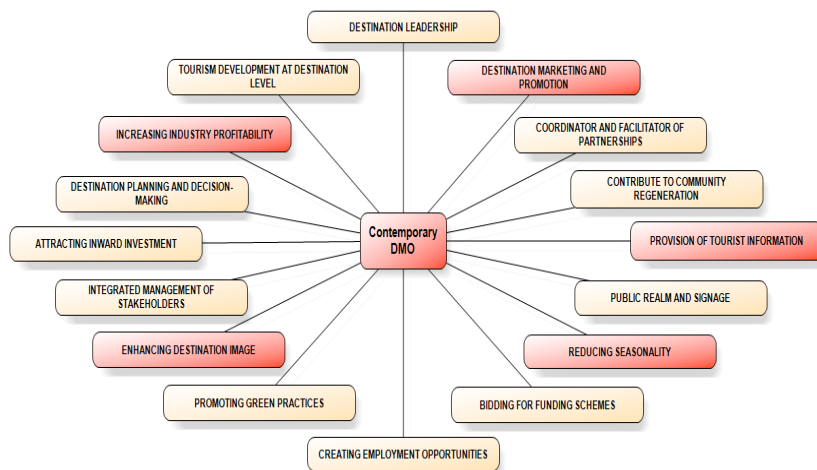 DESTINATION LEADERSHIP
TOURISM DEVELOPMENT AT DESTINATION
LEVEL
DESTINATION MARKETING AND
PROMOTION
INCREASING INDUSTRY PROFITABILITY
COORDINATOR AND FACILITATOR OF
PARTNERSHIPS
DESTINATION PLANNING AND DECISION-
MAKING
CONTRIBUTE TO COMMUNITY
REGENERATION
Contemporary
DMO
ATTRACTING INWARD INVESTMENT
PROVISION OF TOURIST INFORMATION
INTEGRATED MANAGEMENT OF
STAKEHOLDERS
PUBLIC REALM AND SIGNAGE
ENHANCING DESTINATION IMAGE
REDUCING SEASONALITY
PROMOTING GREEN PRACTICES
BIDDING FOR FUNDING SCHEMES
CREATING EMPLOYMENT OPPORTUNITIES